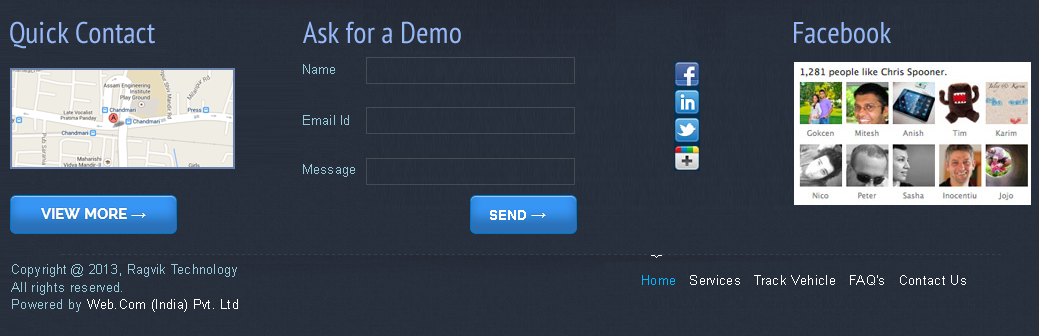 Quick Contact
Assam Engineering
Institute
Play Ground
Chandmari
Late Vocalist
Pratima Pandey
Press
Chandmari
Chandmari
A
Maharishi
Vidya Mandir
Girls
VIEW MORE →
Ask for a Demo
Name
Email Id
Message
SEND →
f
in
+
Facebook
1,281 people like Chris Spooner.
Gokcen Mitesh Anish Tim Karim
Nico Peter Sasha Inocentiu Jojo
Copyright @ 2013, Ragvik Technology
All rights reserved.
Powered by Web.Com (India) Pvt. Ltd
Home Services Track Vehicle FAQ's Contact Us